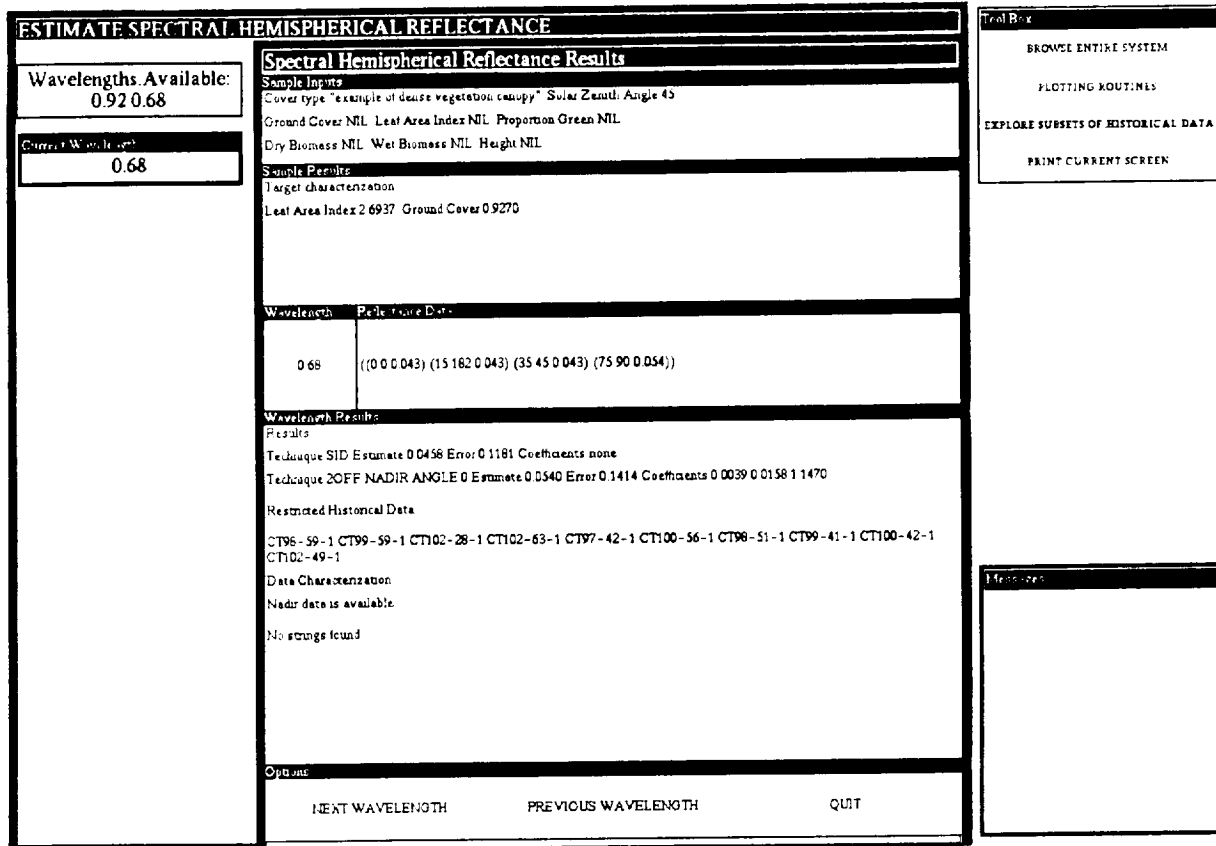 ESTIMATE SPECTRAL HEMISPHERICAL REFLECTANCE
Wavelengths Available:
0.92 0.68
Current Wavelength
0.68
Spectral Hemispherical Reflectance Results
Sample Inputs
Cover type "example of dense vegetation canopy" Solar Zenith Angle 45
Ground Cover NIL Leaf Area Index NIL Proportion Green NIL
Dry Biomass NIL Wet Biomass NIL Height NIL
Sample Results
Target characterization
Leaf Area Index 2.6937 Ground Cover 0.9270
Wavelength Reflectance Data
0.68 ((0 0 0.043) (15 182 0.043) (35 45 0.043) (75 90 0.054))
Wavelength Results
Results
Technique SID Estimate 0.0458 Error 0.1181 Coefficients none
Technique 2OFF NADIR ANGLE 0 Estimate 0.0540 Error 0.1414 Coefficients 0.0039 0.0158 1.1470
Restricted Historical Data
CT96-59-1 CT99-59-1 CT102-28-1 CT102-63-1 CT97-42-1 CT100-56-1 CT98-51-1 CT99-41-1 CT100-42-1
CT102-49-1
Data Characterization
Nadir data is available
No strings found
Options
NEXT WAVELENGTH PREVIOUS WAVELENGTH QUIT
Tool Box
BROWSE ENTIRE SYSTEM
PLOTTING ROUTINES
EXPLORE SUBSETS OF HISTORICAL DATA
PRINT CURRENT SCREEN
Messages